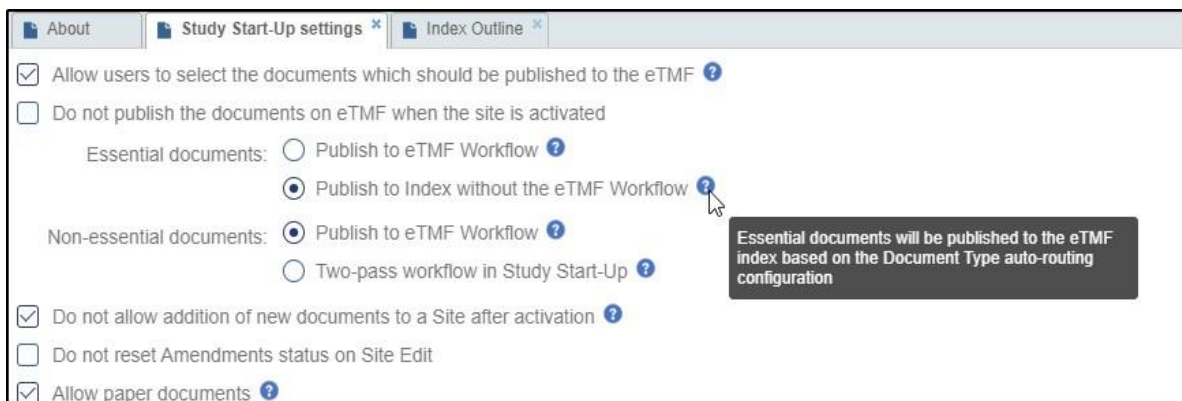 About
Study Start-Up settings
Index Outline
Allow users to select the documents which should be published to the eTMF
Do not publish the documents on eTMF when the site is activated
Essential documents: Publish to eTMF Workflow
Publish to Index without the eTMF Workflow
Non-essential documents: Publish to eTMF Workflow
Essential documents will be published to the eTMF
index based on the Document Type auto-routing
configuration
Two-pass workflow in Study Start-Up
Do not allow addition of new documents to a Site after activation
Do not reset Amendments status on Site Edit
Allow paper documents